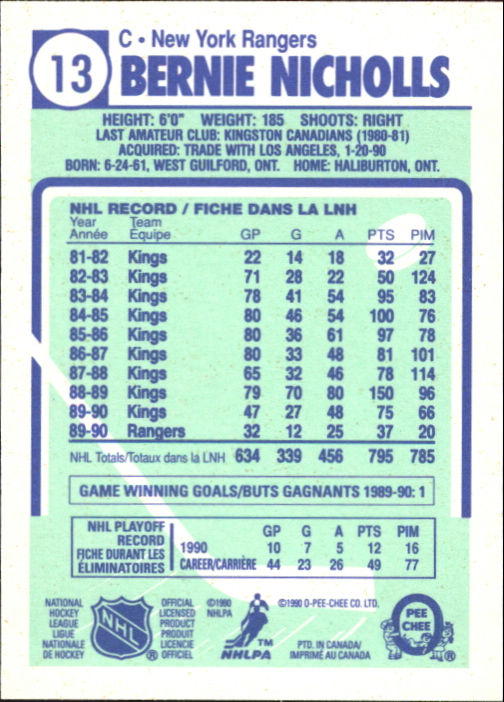 13
C • New York Rangers
BERNIE NICHOLLS
HEIGHT: 6'0" WEIGHT: 185 SHOOTS: RIGHT
LAST AMATEUR CLUB: KINGSTON CANADIANS (1980-81)
ACQUIRED: TRADE WITH LOS ANGELES, 1-20-90
BORN: 6-24-61, WEST GUILFORD, ONT. HOME: HALIBURTON, ONT.
NHL RECORD / FICHE DANS LA LNH
Year Team
Année Équipe GP G A PTS PIM
81-82 Kings 22 14 18 32 27
82-83 Kings 71 28 22 50 124
83-84 Kings 78 41 54 95 83
84-85 Kings 80 46 54 100 76
85-86 Kings 80 36 61 97 78
86-87 Kings 80 33 48 81 101
87-88 Kings 65 32 46 78 114
88-89 Kings 79 70 80 150 96
89-90 Kings 47 27 48 75 66
89-90 Rangers 32 12 25 37 20
NHL Totals/Totaux dans la LNH 634 339 456 795 785
GAME WINNING GOALS/BUTS GAGNANTS 1989-90: 1
NHL PLAYOFF
RECORD
FICHE DURANT LES
ÉLIMINATOIRES
GP G A PTS PIM
1990 10 7 5 12 16
CAREER/CARRIÈRE 44 23 26 49 77
NATIONAL
HOCKEY
LEAGUE
LIGUE
NATIONALE
DE HOCKEY
NHL
®
OFFICIAL
LICENSED
PRODUCT
PRODUIT
LICENCIE
OFFICIEL
©1990
NHLPA
TM
NHLPA
©1990 O-PEE-CHEE CO. LTD.
PTD. IN CANADA/
IMPRIMÉ AU CANADA
PEE
CHEE
®